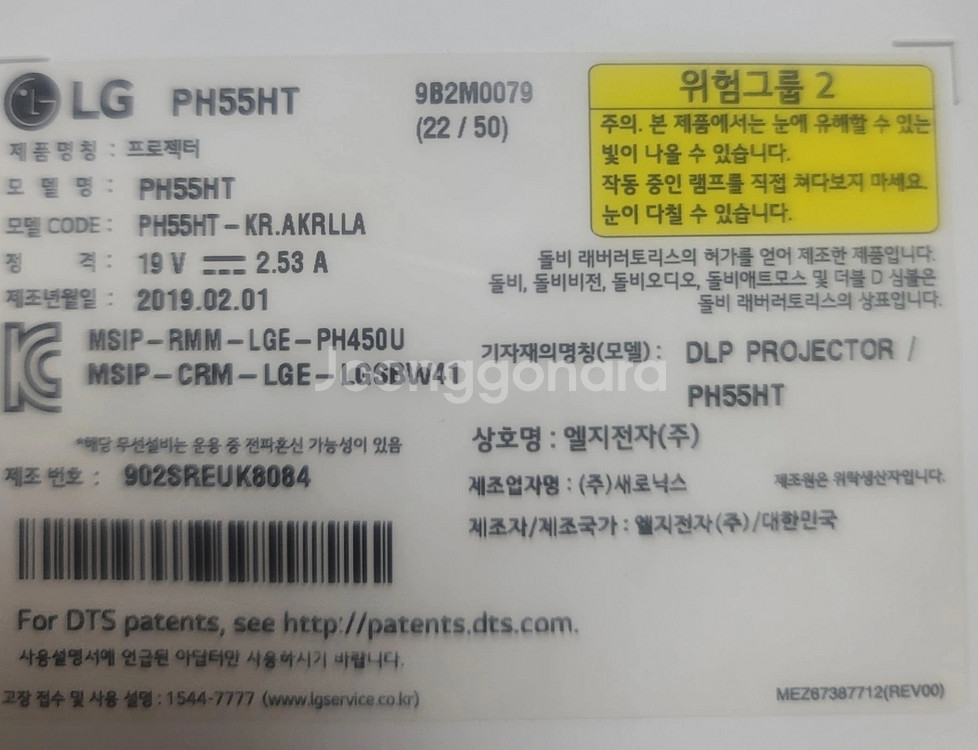 LG PH55HT
9B2M0079
(22 / 50)
제품명칭 : 프로젝터
모 델 명 : PH55HT
모델 CODE : PH55HT-KR.AKRLLA
정 격 : 19 V 2.53 A
제조년월일 : 2019.02.01
MSIP-RMM-LGE-PH450U
MSIP-CRM-LGE-LGSBW41
*해당 무선설비는 운용 중 전파혼신 가능성이 있음
제조 번호 : 902SREUK8084
위험그룹 2
주의. 본 제품에서는 눈에 유해할 수 있는
빛이 나올 수 있습니다.
작동 중인 램프를 직접 쳐다보지 마세요.
눈이 다칠 수 있습니다.
돌비 래버러토리스의 허가를 얻어 제조한 제품입니다.
돌비, 돌비비전, 돌비오디오, 돌비애트모스 및 더블 D 심볼은
돌비 래버러토리스의 상표입니다.
기자재의명칭(모델) : DLP PROJECTOR /
PH55HT
Joonggonara
상호명 : 엘지전자(주)
제조업자명 : (주)새로닉스 제조원은 위탁생산자입니다.
제조자/제조국가 : 엘지전자(주)/대한민국
For DTS patents, see http://patents.dts.com.
사용설명서에 언급된 아답터만 사용하시기 바랍니다.
고장 접수 및 사용 설명 : 1544-7777 (www.lgservice.co.kr)
MEZ67387712(REV00)